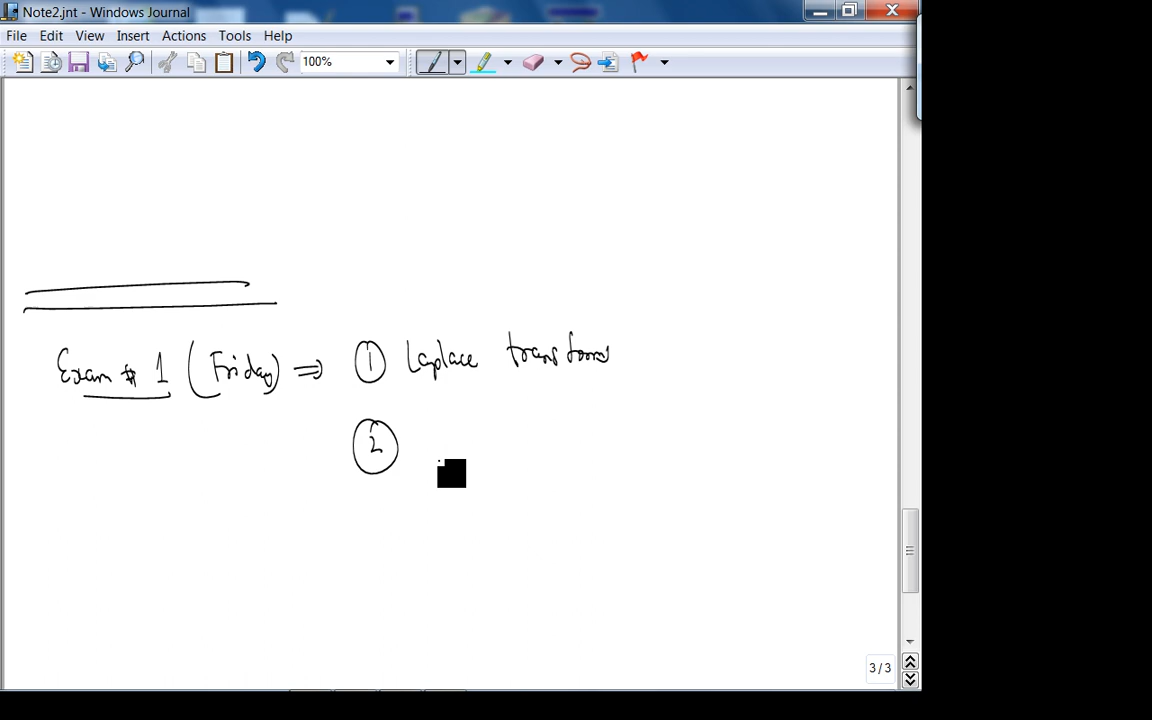 Note2.jnt - Windows Journal
File Edit View Insert Actions Tools Help
100%
Exam # 1 (Friday) ⇒ ① Laplace transforms
②
3 / 3